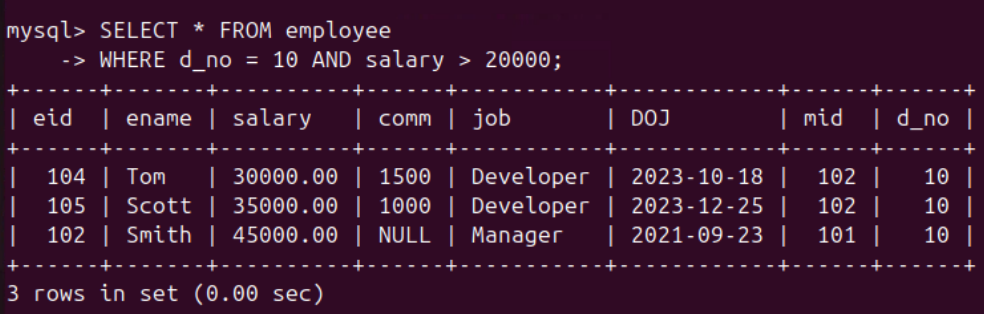 mysql> SELECT * FROM employee
    -> WHERE d_no = 10 AND salary > 20000;
+------+-------+----------+------+-----------+------------+------+------+
| eid  | ename | salary   | comm | job       | DOJ        | mid  | d_no |
+------+-------+----------+------+-----------+------------+------+------+
|  104 | Tom   | 30000.00 | 1500 | Developer | 2023-10-18 |  102 |   10 |
|  105 | Scott | 35000.00 | 1000 | Developer | 2023-12-25 |  102 |   10 |
|  102 | Smith | 45000.00 | NULL | Manager   | 2021-09-23 |  101 |   10 |
+------+-------+----------+------+-----------+------------+------+------+
3 rows in set (0.00 sec)